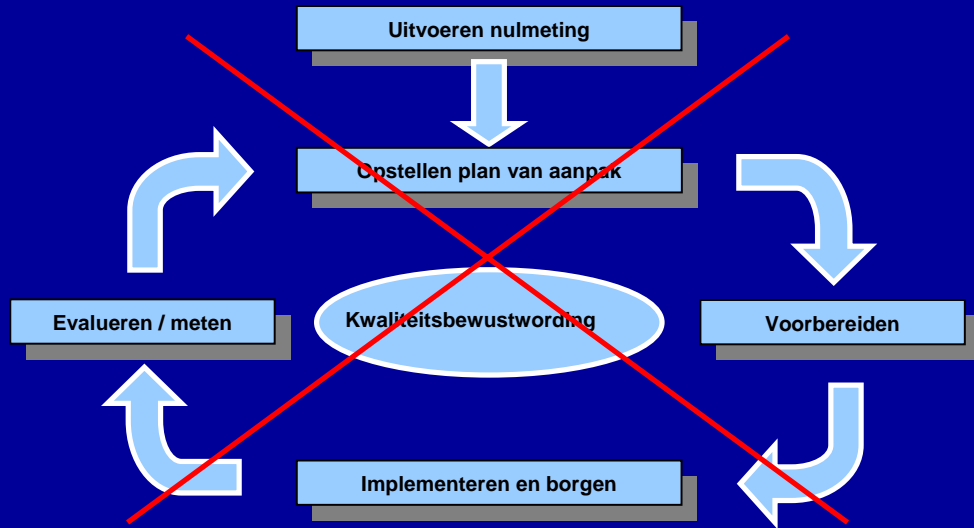 Uitvoeren nulmeting
Opstellen plan van aanpak
Evalueren / meten
Kwaliteitsbewustwording
Voorbereiden
Implementeren en borgen